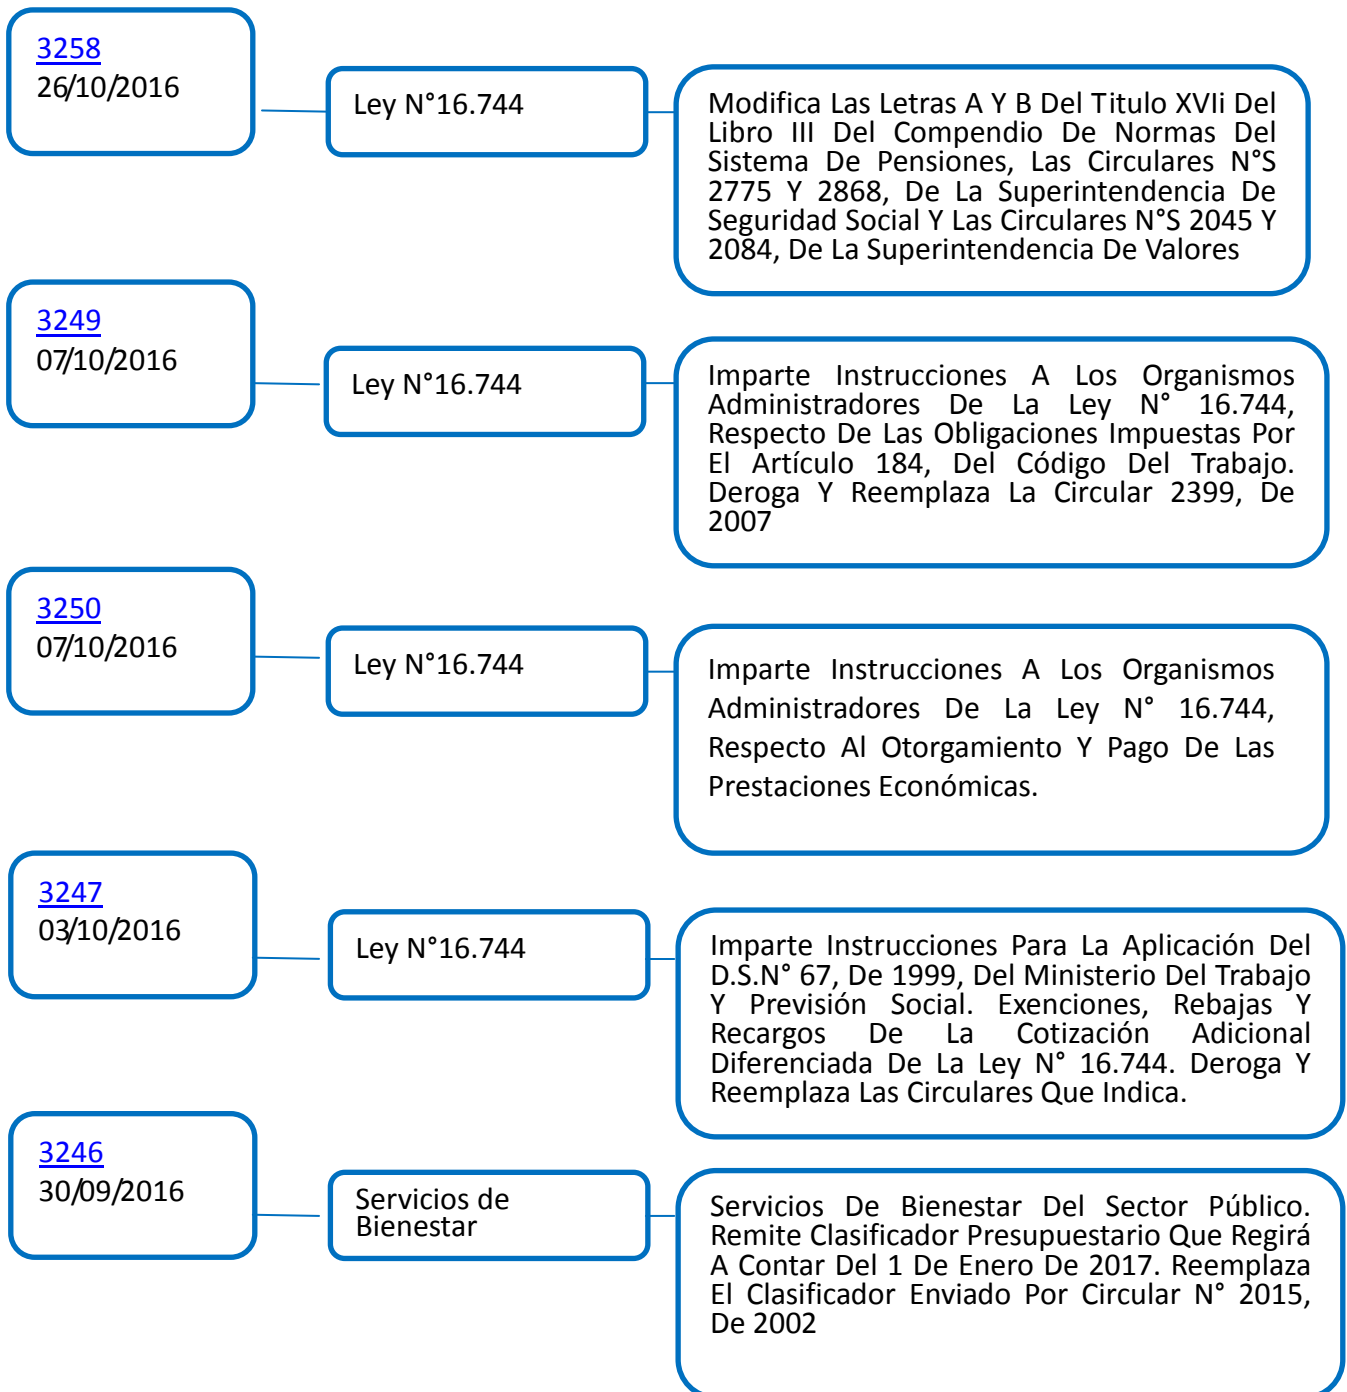 3258
26/10/2016
Ley N°16.744
Modifica Las Letras A Y B Del Titulo XVIi Del
Libro III Del Compendio De Normas Del
Sistema De Pensiones, Las Circulares N°S
2775 Y 2868, De La Superintendencia De
Seguridad Social Y Las Circulares N°S 2045 Y
2084, De La Superintendencia De Valores
3249
07/10/2016
Ley N°16.744
Imparte Instrucciones A Los Organismos
Administradores De La Ley N° 16.744,
Respecto De Las Obligaciones Impuestas Por
El Artículo 184, Del Código Del Trabajo.
Deroga Y Reemplaza La Circular 2399, De
2007
3250
07/10/2016
Ley N°16.744
Imparte Instrucciones A Los Organismos
Administradores De La Ley N° 16.744,
Respecto Al Otorgamiento Y Pago De Las
Prestaciones Económicas.
3247
03/10/2016
Ley N°16.744
Imparte Instrucciones Para La Aplicación Del
D.S.N° 67, De 1999, Del Ministerio Del Trabajo
Y Previsión Social. Exenciones, Rebajas Y
Recargos De La Cotización Adicional
Diferenciada De La Ley N° 16.744. Deroga Y
Reemplaza Las Circulares Que Indica.
3246
30/09/2016
Servicios de
Bienestar
Servicios De Bienestar Del Sector Público.
Remite Clasificador Presupuestario Que Regirá
A Contar Del 1 De Enero De 2017. Reemplaza
El Clasificador Enviado Por Circular N° 2015,
De 2002